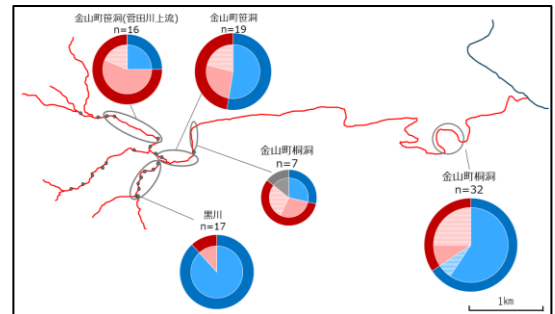 金山町笹洞(菅田川上流)
n=16
金山町笹洞
n=19
金山町桐洞
n=7
金山町桐洞
n=32
黒川
n=17
1km